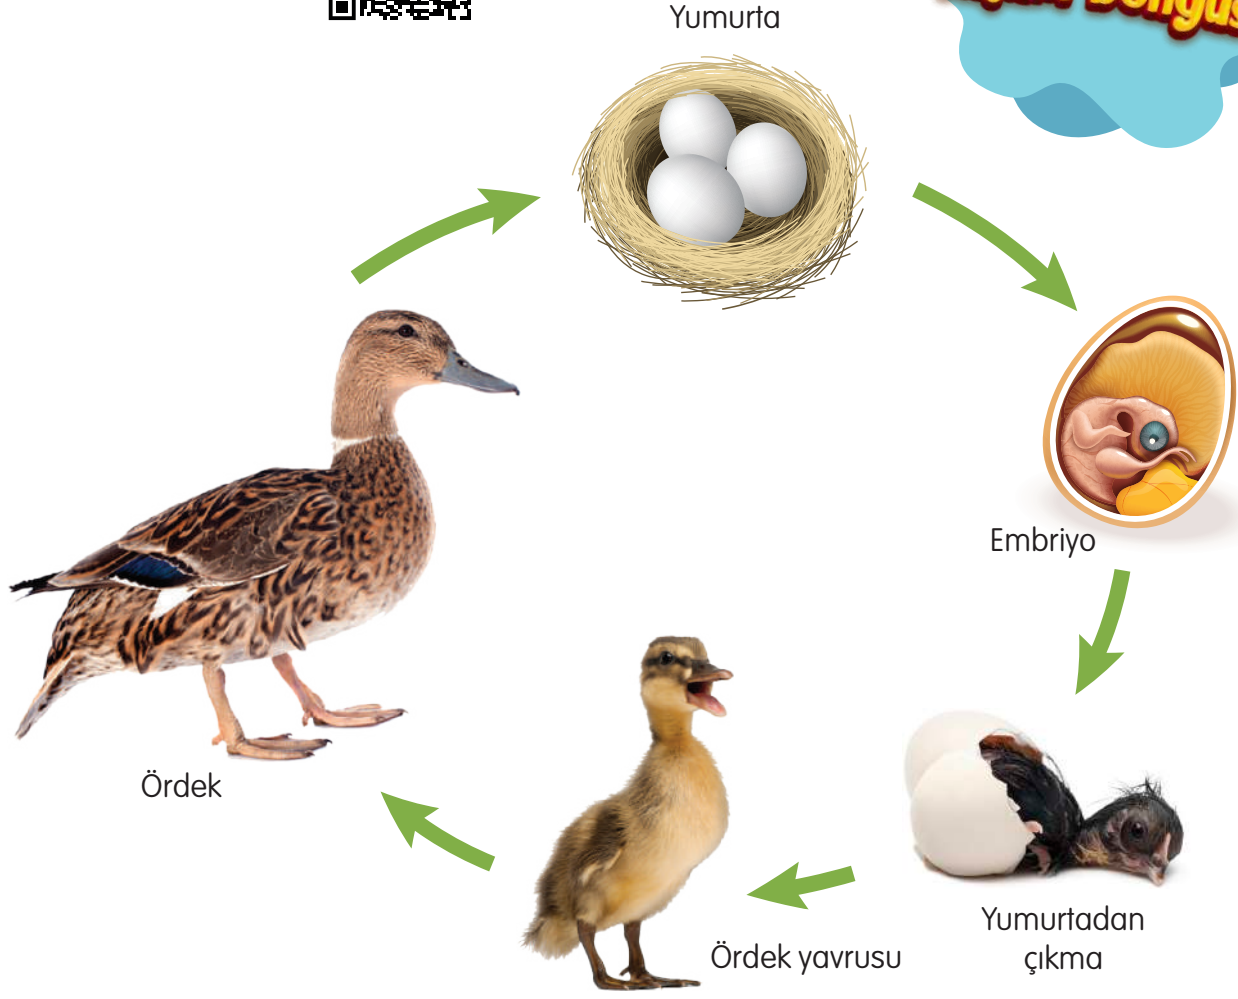 Yumurta
Embriyo
Ördek
Yumurtadan
çıkma
Ördek yavrusu